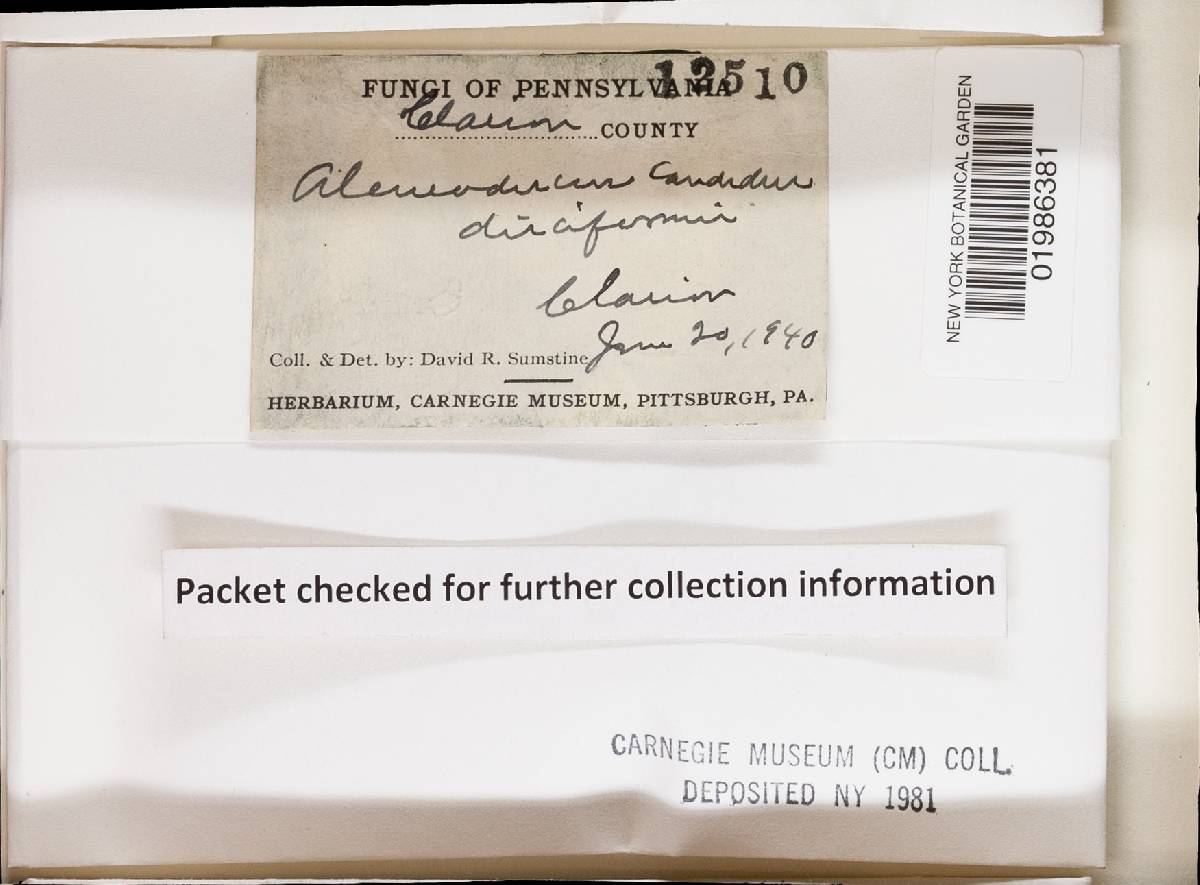 12510
FUNGI OF PENNSYLVANIA
Clarion COUNTY
Aleurodiscus Candidus
disciformis
Clarion
June 20, 1940
Coll. & Det. by: David R. Sumstine
HERBARIUM, CARNEGIE MUSEUM, PITTSBURGH, PA.
NEW YORK BOTANICAL GARDEN
01986381
Packet checked for further collection information
CARNEGIE MUSEUM (CM) COLL.
DEPOSITED NY 1981